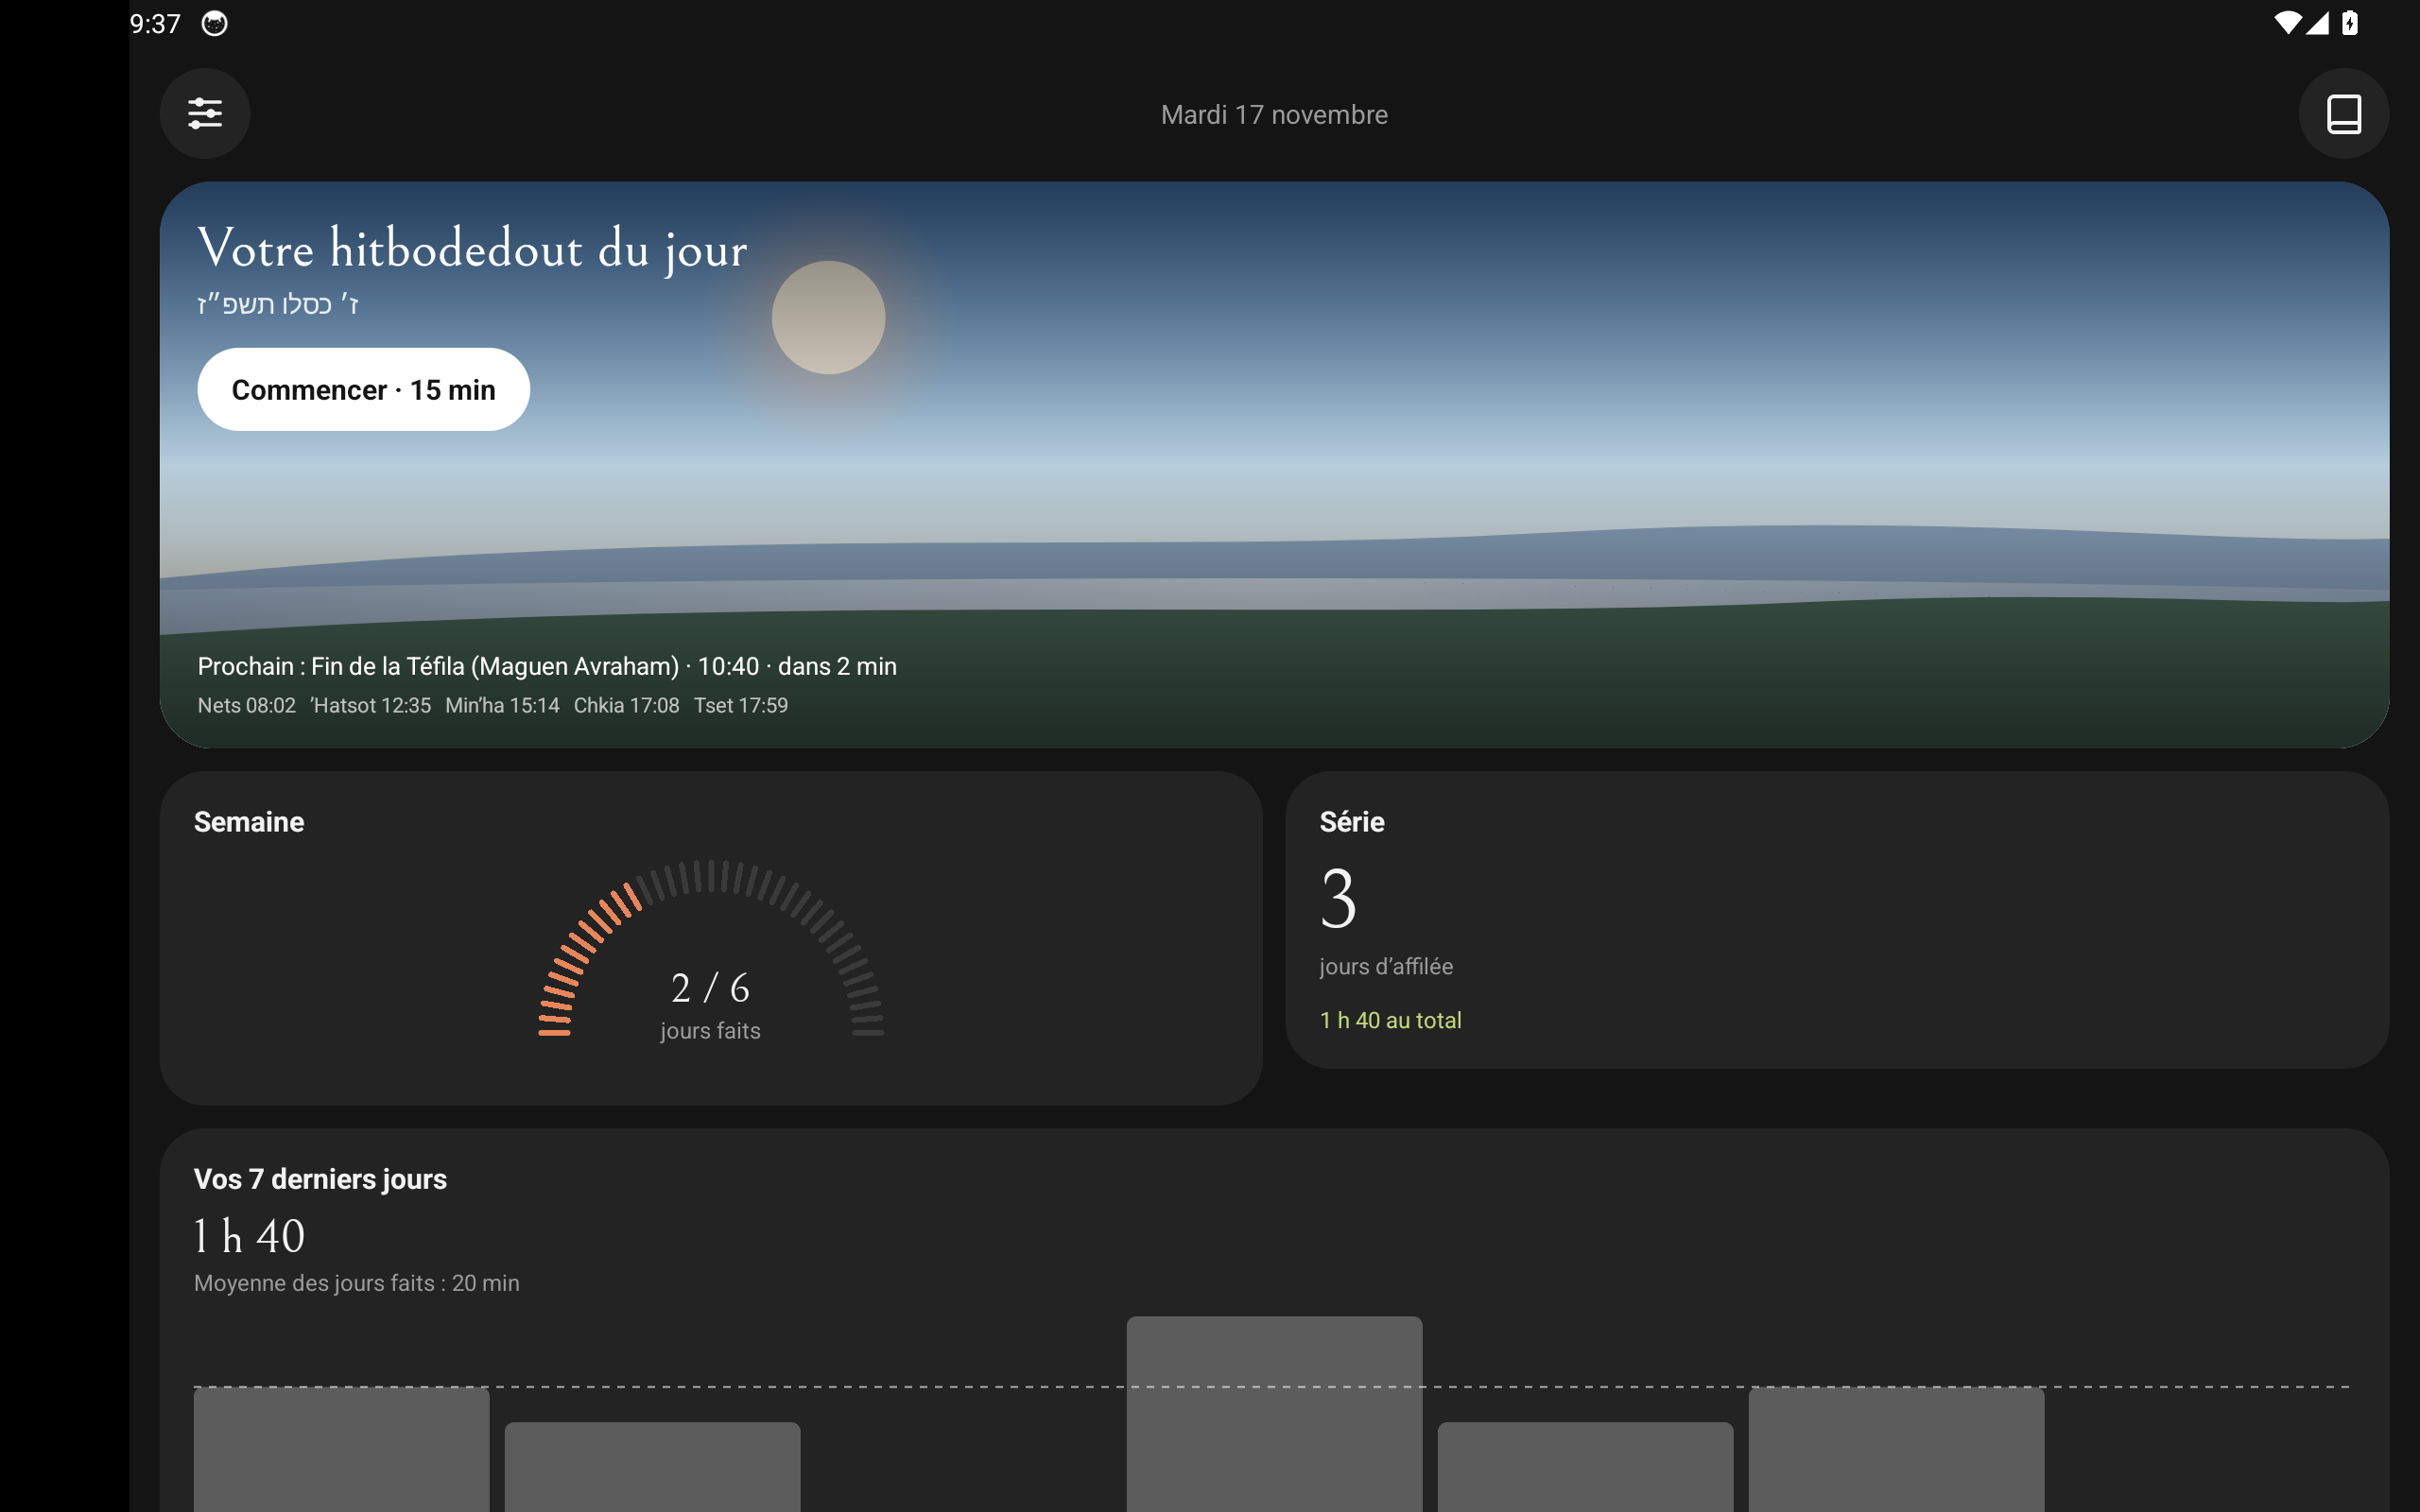 9:37
Mardi 17 novembre
Votre hitbodedout du jour
ז׳ כסלו תשפ״ז
Commencer · 15 min
Prochain : Fin de la Téfila (Maguen Avraham) · 10:40 · dans 2 min
Nets 08:02 ’Hatsot 12:35 Min’ha 15:14 Chkia 17:08 Tset 17:59
Semaine
2 / 6
jours faits
Série
3
jours d’affilée
1 h 40 au total
Vos 7 derniers jours
1 h 40
Moyenne des jours faits : 20 min